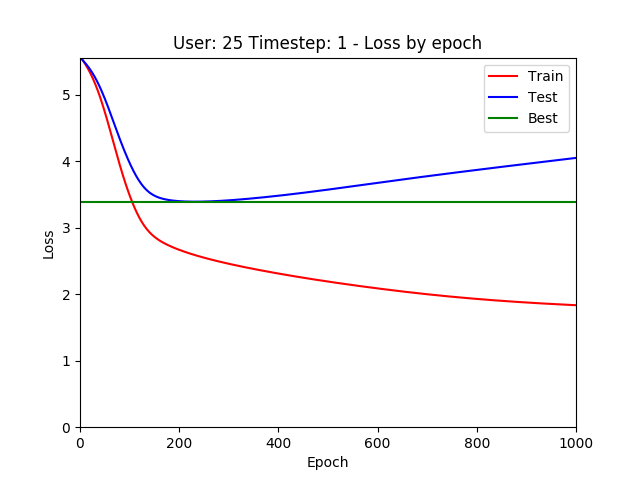 User: 25 Timestep: 1 - Loss by epoch
Train
Test
Best
5
4
3
2
1
0
Loss
0 200 400 600 800 1000
Epoch